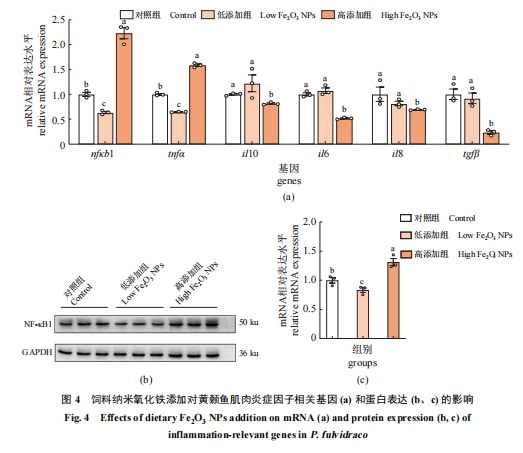 对照组 Control 低添加组 Low Fe₂O₃ NPs 高添加组 High Fe₂O₃ NPs
mRNA相对表达水平
relative mRNA expression
2.5
2.0
1.5
1.0
0.5
0
b c a
b c a
a a b
a a b
a a b
a a b
nfκb1 tnfα il10 il6 il8 tgfβ
基因
genes
(a)
对照组 Control
低添加组 Low Fe₂O₃ NPs
高添加组 High Fe₂O₃ NPs
NF-κB1 50 ku
GAPDH 36 ku
(b)
对照组 Control
低添加组 Low Fe₂O₃ NPs
高添加组 High Fe₂O₃ NPs
mRNA相对表达水平
relative mRNA expression
2.0
1.5
1.0
0.5
0
b c a
组别
groups
(c)
图 4 饲料纳米氧化铁添加对黄颡鱼肌肉炎症因子相关基因 (a) 和蛋白表达 (b、c) 的影响
Fig. 4 Effects of dietary Fe₂O₃ NPs addition on mRNA (a) and protein expression (b, c) of
inflammation-relevant genes in P. fulvidraco